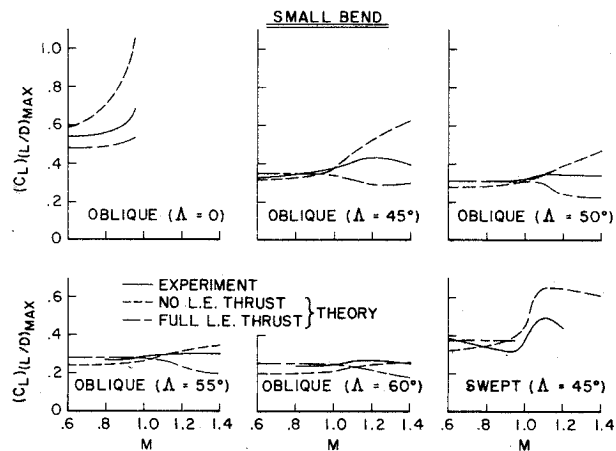 SMALL BEND
(CL)(L/D)MAX
1.0
.8
.6
.4
.2
0
OBLIQUE (Λ = 0)
OBLIQUE (Λ = 45°)
OBLIQUE (Λ = 50°)
(CL)(L/D)MAX
.6
.4
.2
0
EXPERIMENT
NO L.E. THRUST
FULL L.E. THRUST
} THEORY
OBLIQUE (Λ = 55°)
OBLIQUE (Λ = 60°)
SWEPT (Λ = 45°)
.6 .8 1.0 1.2 1.4
.6 .8 1.0 1.2 1.4
.6 .8 1.0 1.2 1.4
M
M
M